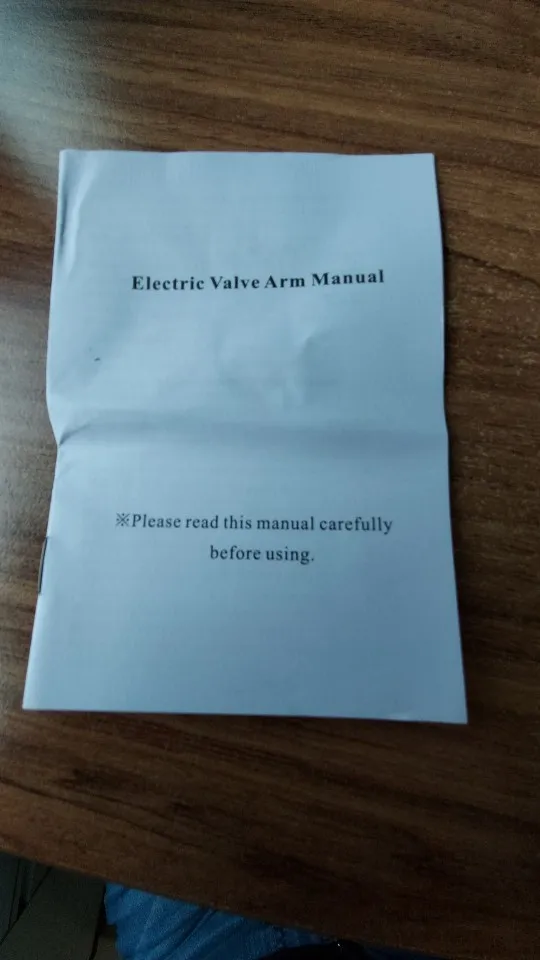 Electric Valve Arm Manual
※Please read this manual carefully
before using.